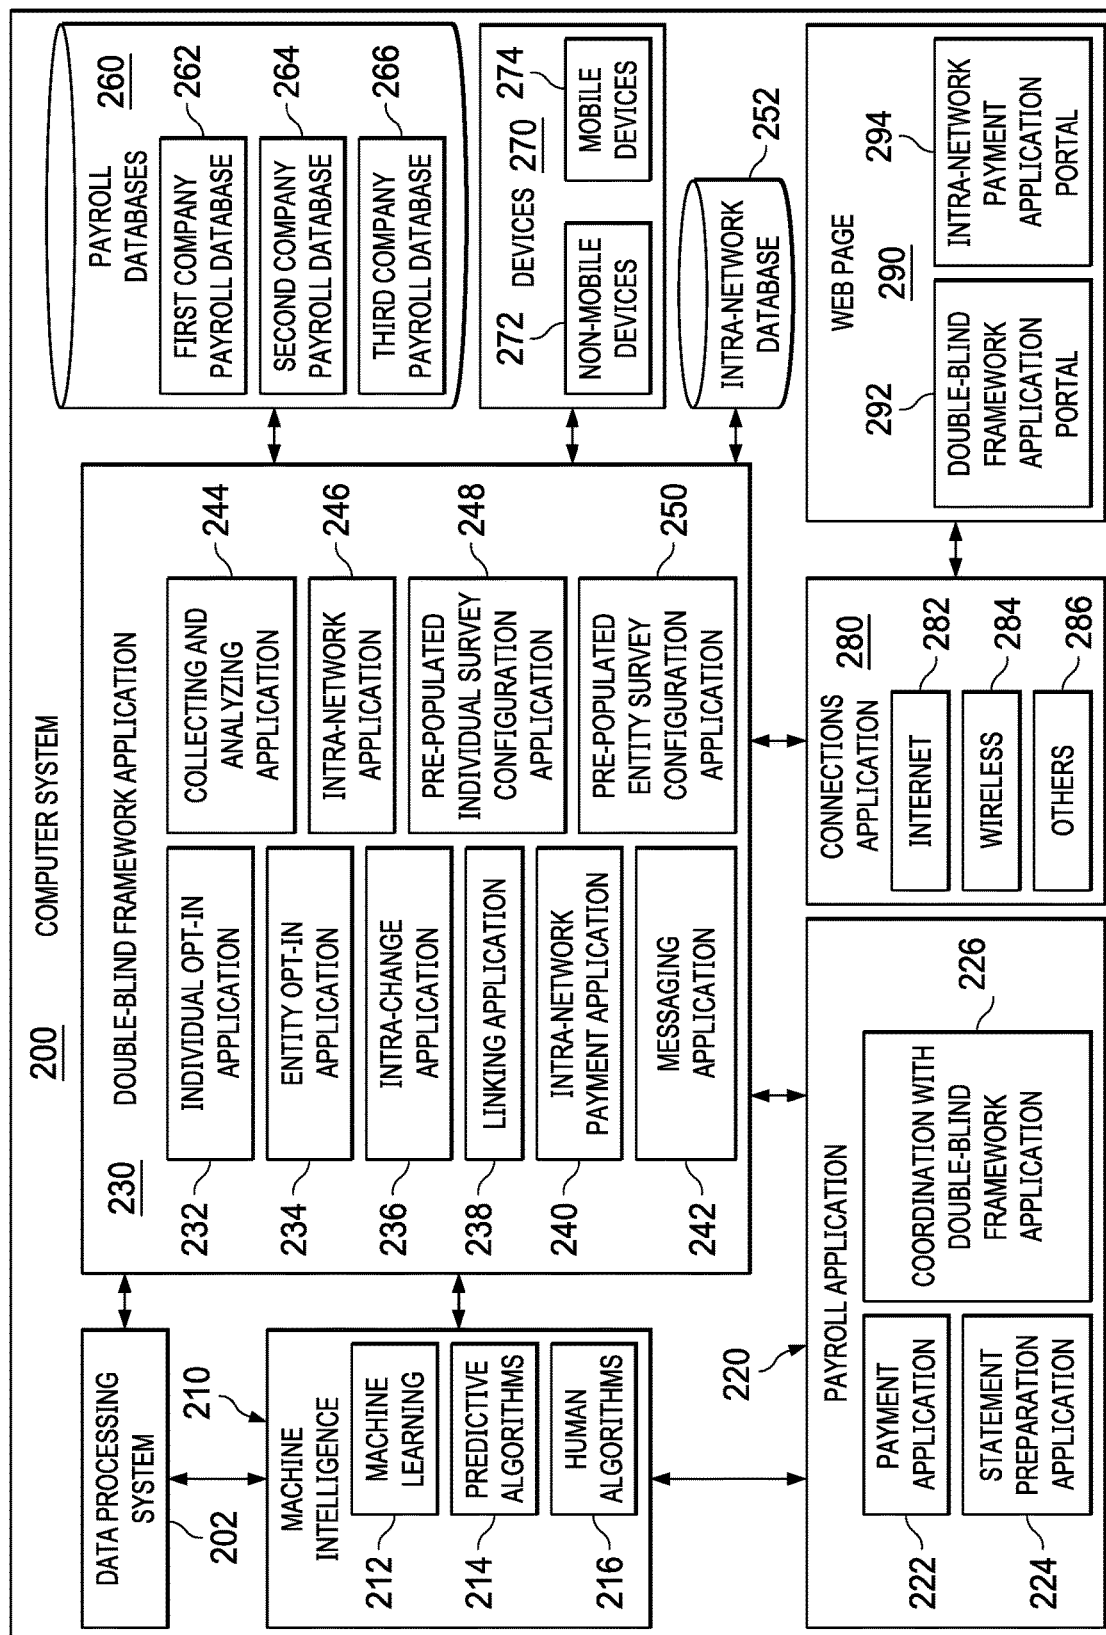 COMPUTER SYSTEM
200
DATA PROCESSING
SYSTEM
202
210
MACHINE
INTELLIGENCE
212
MACHINE
LEARNING
214
PREDICTIVE
ALGORITHMS
216
HUMAN
ALGORITHMS
230
DOUBLE-BLIND FRAMEWORK APPLICATION
232
INDIVIDUAL OPT-IN
APPLICATION
234
ENTITY OPT-IN
APPLICATION
236
INTRA-CHANGE
APPLICATION
238
LINKING APPLICATION
240
INTRA-NETWORK
PAYMENT APPLICATION
242
MESSAGING
APPLICATION
COLLECTING AND
ANALYZING
APPLICATION
244
INTRA-NETWORK
APPLICATION
246
PRE-POPULATED
INDIVIDUAL SURVEY
CONFIGURATION
APPLICATION
248
PRE-POPULATED
ENTITY SURVEY
CONFIGURATION
APPLICATION
250
PAYROLL
DATABASES
260
FIRST COMPANY
PAYROLL DATABASE
262
SECOND COMPANY
PAYROLL DATABASE
264
THIRD COMPANY
PAYROLL DATABASE
266
DEVICES
270
272
NON-MOBILE
DEVICES
274
MOBILE
DEVICES
INTRA-NETWORK
DATABASE
252
220
PAYROLL APPLICATION
222
PAYMENT
APPLICATION
224
STATEMENT
PREPARATION
APPLICATION
226
COORDINATION WITH
DOUBLE-BLIND
FRAMEWORK
APPLICATION
CONNECTIONS
APPLICATION
280
INTERNET
282
WIRELESS
284
OTHERS
286
WEB PAGE
290
292
DOUBLE-BLIND
FRAMEWORK
APPLICATION
PORTAL
294
INTRA-NETWORK
PAYMENT
APPLICATION
PORTAL